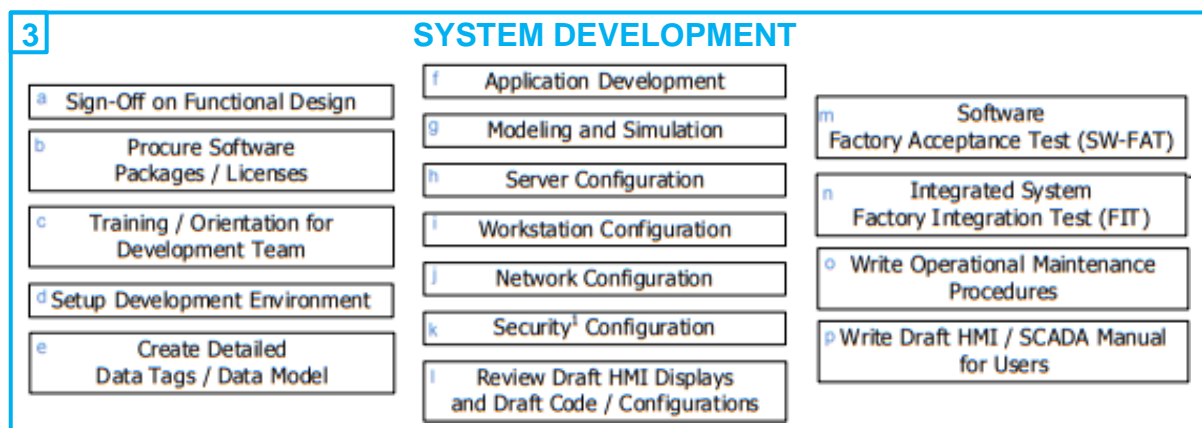 3
SYSTEM DEVELOPMENT
a Sign-Off on Functional Design
b Procure Software
Packages / Licenses
c Training / Orientation for
Development Team
d Setup Development Environment
e Create Detailed
Data Tags / Data Model
f Application Development
g Modeling and Simulation
h Server Configuration
i Workstation Configuration
j Network Configuration
k Security¹ Configuration
l Review Draft HMI Displays
and Draft Code / Configurations
m Software
Factory Acceptance Test (SW-FAT)
n Integrated System
Factory Integration Test (FIT)
o Write Operational Maintenance
Procedures
p Write Draft HMI / SCADA Manual
for Users